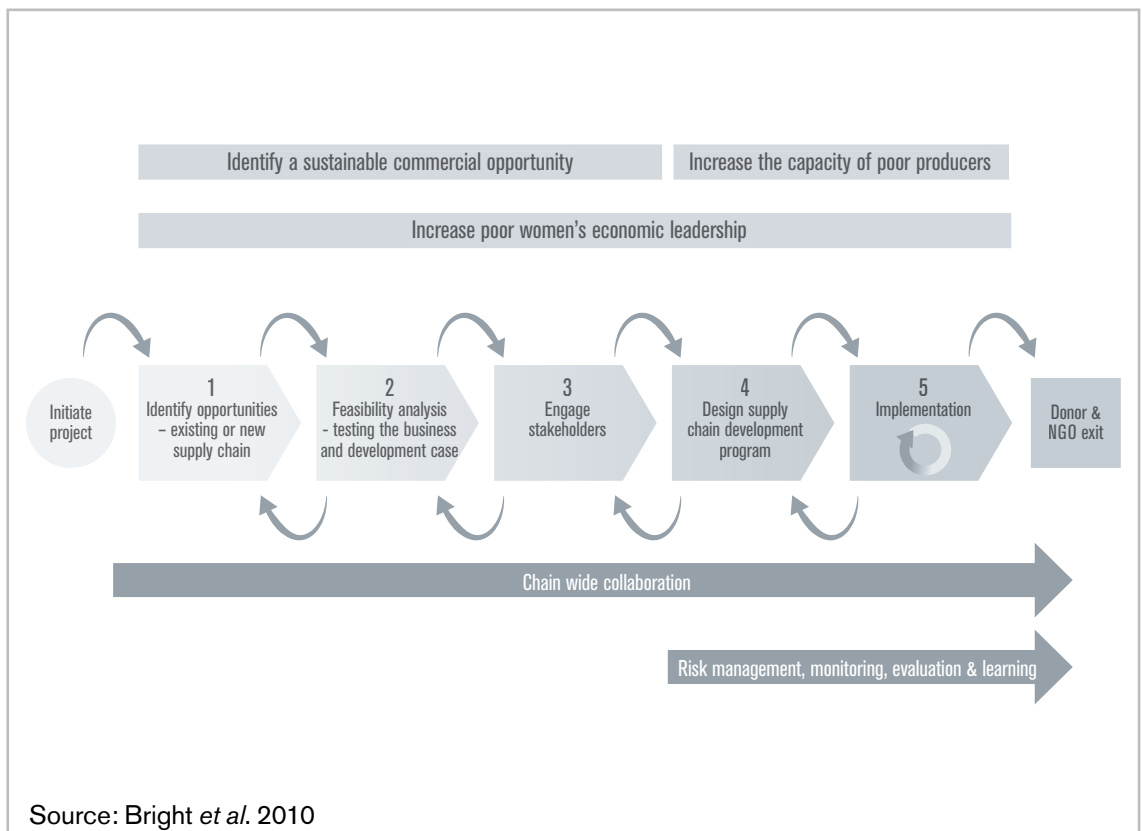 Identify a sustainable commercial opportunity
Increase the capacity of poor producers
Increase poor women's economic leadership
Initiate
project
1
Identify opportunities
– existing or new
supply chain
2
Feasibility analysis
- testing the business
and development case
3
Engage
stakeholders
4
Design supply
chain development
program
5
Implementation
Donor &
NGO exit
Chain wide collaboration
Risk management, monitoring, evaluation & learning
Source: Bright et al. 2010